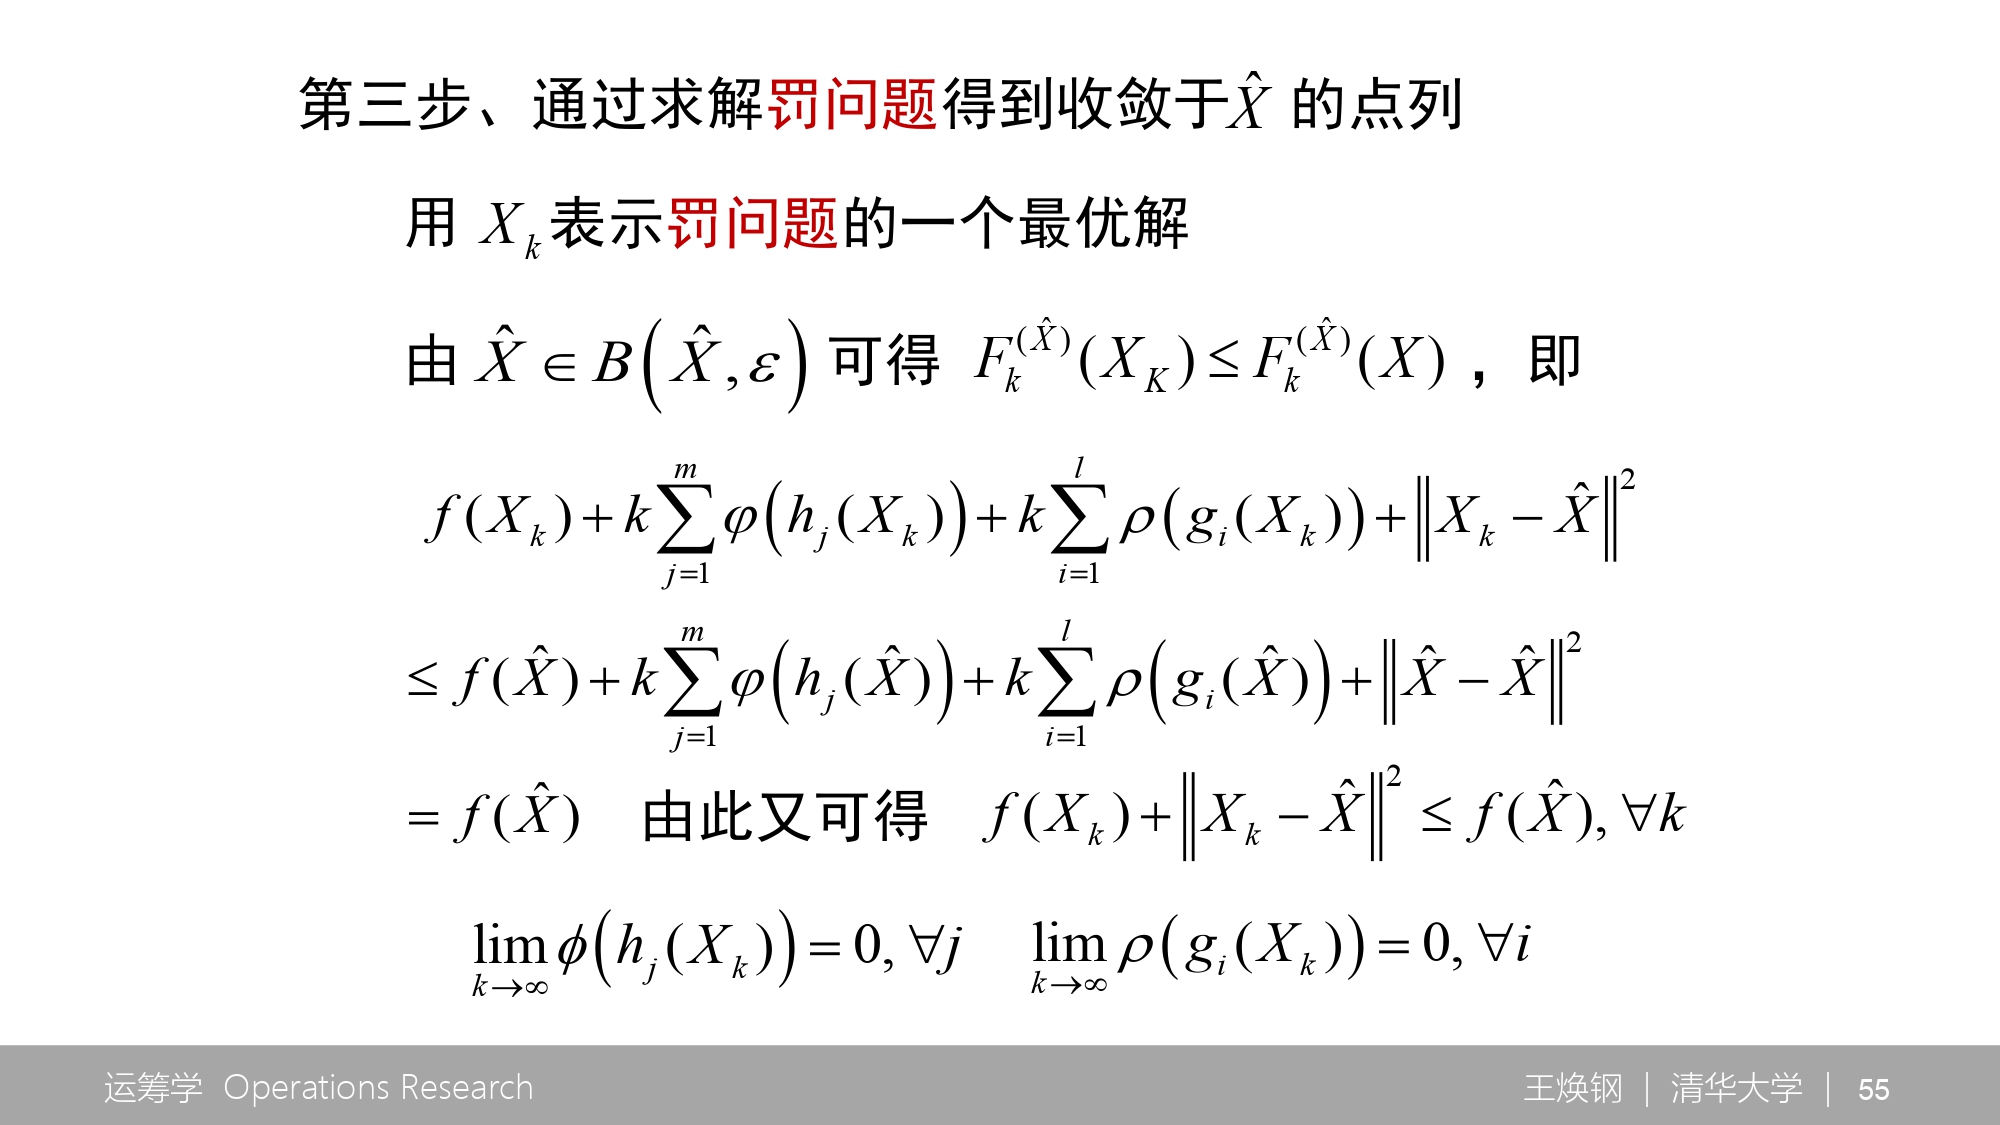 第三步、通过求解罚问题得到收敛于 $\hat{X}$ 的点列
用 $X_k$ 表示罚问题的一个最优解
由 $\hat{X} \in B\left(\hat{X}, \varepsilon\right)$ 可得 $F_k^{(\hat{X})}(X_K) \leq F_k^{(\hat{X})}(X)$ ，即
$f(X_k) + k\sum_{j=1}^{m} \varphi\left(h_j(X_k)\right) + k\sum_{i=1}^{l} \rho\left(g_i(X_k)\right) + \left\| X_k - \hat{X} \right\|^2$
$\leq f(\hat{X}) + k\sum_{j=1}^{m} \varphi\left(h_j(\hat{X})\right) + k\sum_{i=1}^{l} \rho\left(g_i(\hat{X})\right) + \left\| \hat{X} - \hat{X} \right\|^2$
$= f(\hat{X})$ 由此又可得 $f(X_k) + \left\| X_k - \hat{X} \right\|^2 \leq f(\hat{X}), \forall k$
$\lim_{k \to \infty} \phi\left(h_j(X_k)\right) = 0, \forall j$ $\lim_{k \to \infty} \rho\left(g_i(X_k)\right) = 0, \forall i$
运筹学 Operations Research 王焕钢 | 清华大学 | 55